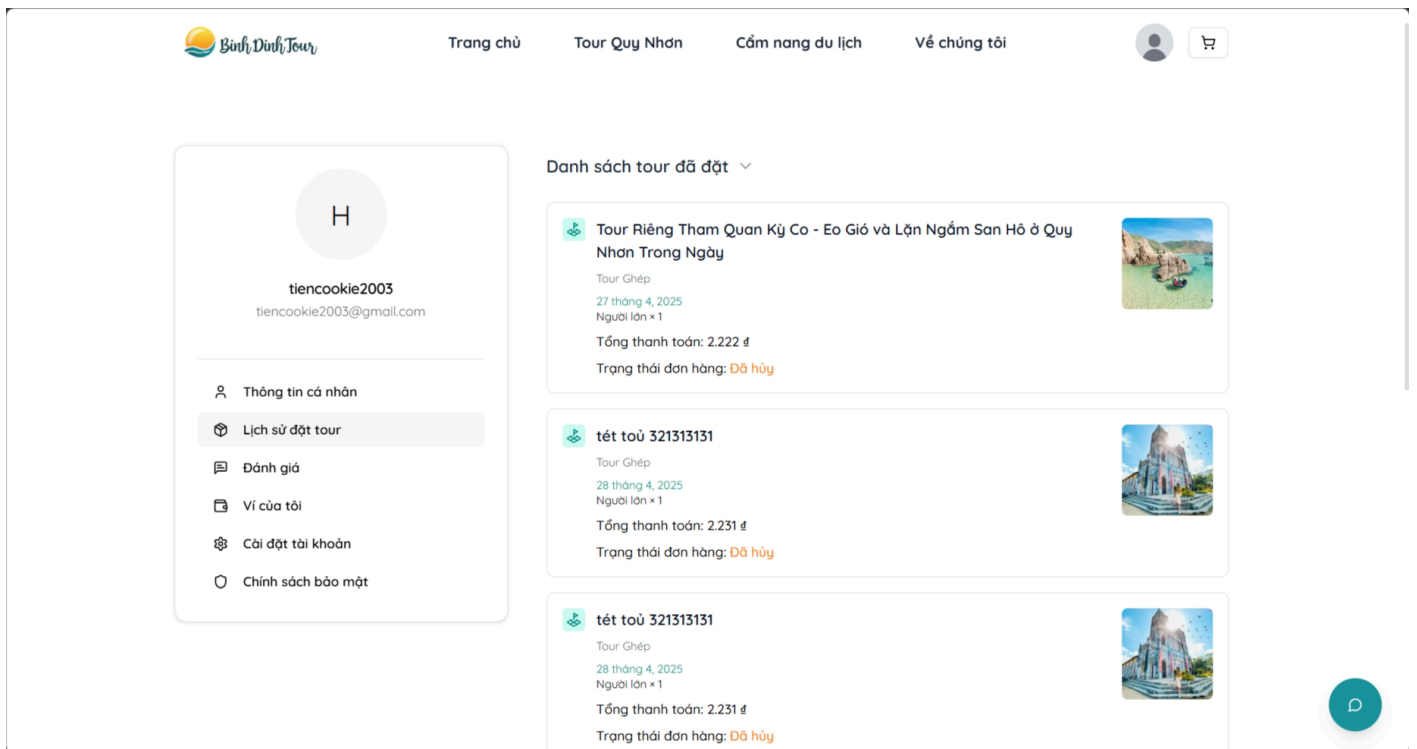 Binh Dinh Tour
Trang chủ
Tour Quy Nhơn
Cẩm nang du lịch
Về chúng tôi
H
tiencookie2003
tiencookie2003@gmail.com
Thông tin cá nhân
Lịch sử đặt tour
Đánh giá
Ví của tôi
Cài đặt tài khoản
Chính sách bảo mật
Danh sách tour đã đặt
Tour Riêng Tham Quan Kỳ Co - Eo Gió và Lặn Ngắm San Hô ở Quy
Nhơn Trong Ngày
Tour Ghép
27 tháng 4, 2025
Người lớn × 1
Tổng thanh toán: 2.222 ₫
Trạng thái đơn hàng: Đã hủy
tét toủ 321313131
Tour Ghép
28 tháng 4, 2025
Người lớn × 1
Tổng thanh toán: 2.231 ₫
Trạng thái đơn hàng: Đã hủy
tét toủ 321313131
Tour Ghép
28 tháng 4, 2025
Người lớn × 1
Tổng thanh toán: 2.231 ₫
Trạng thái đơn hàng: Đã hủy